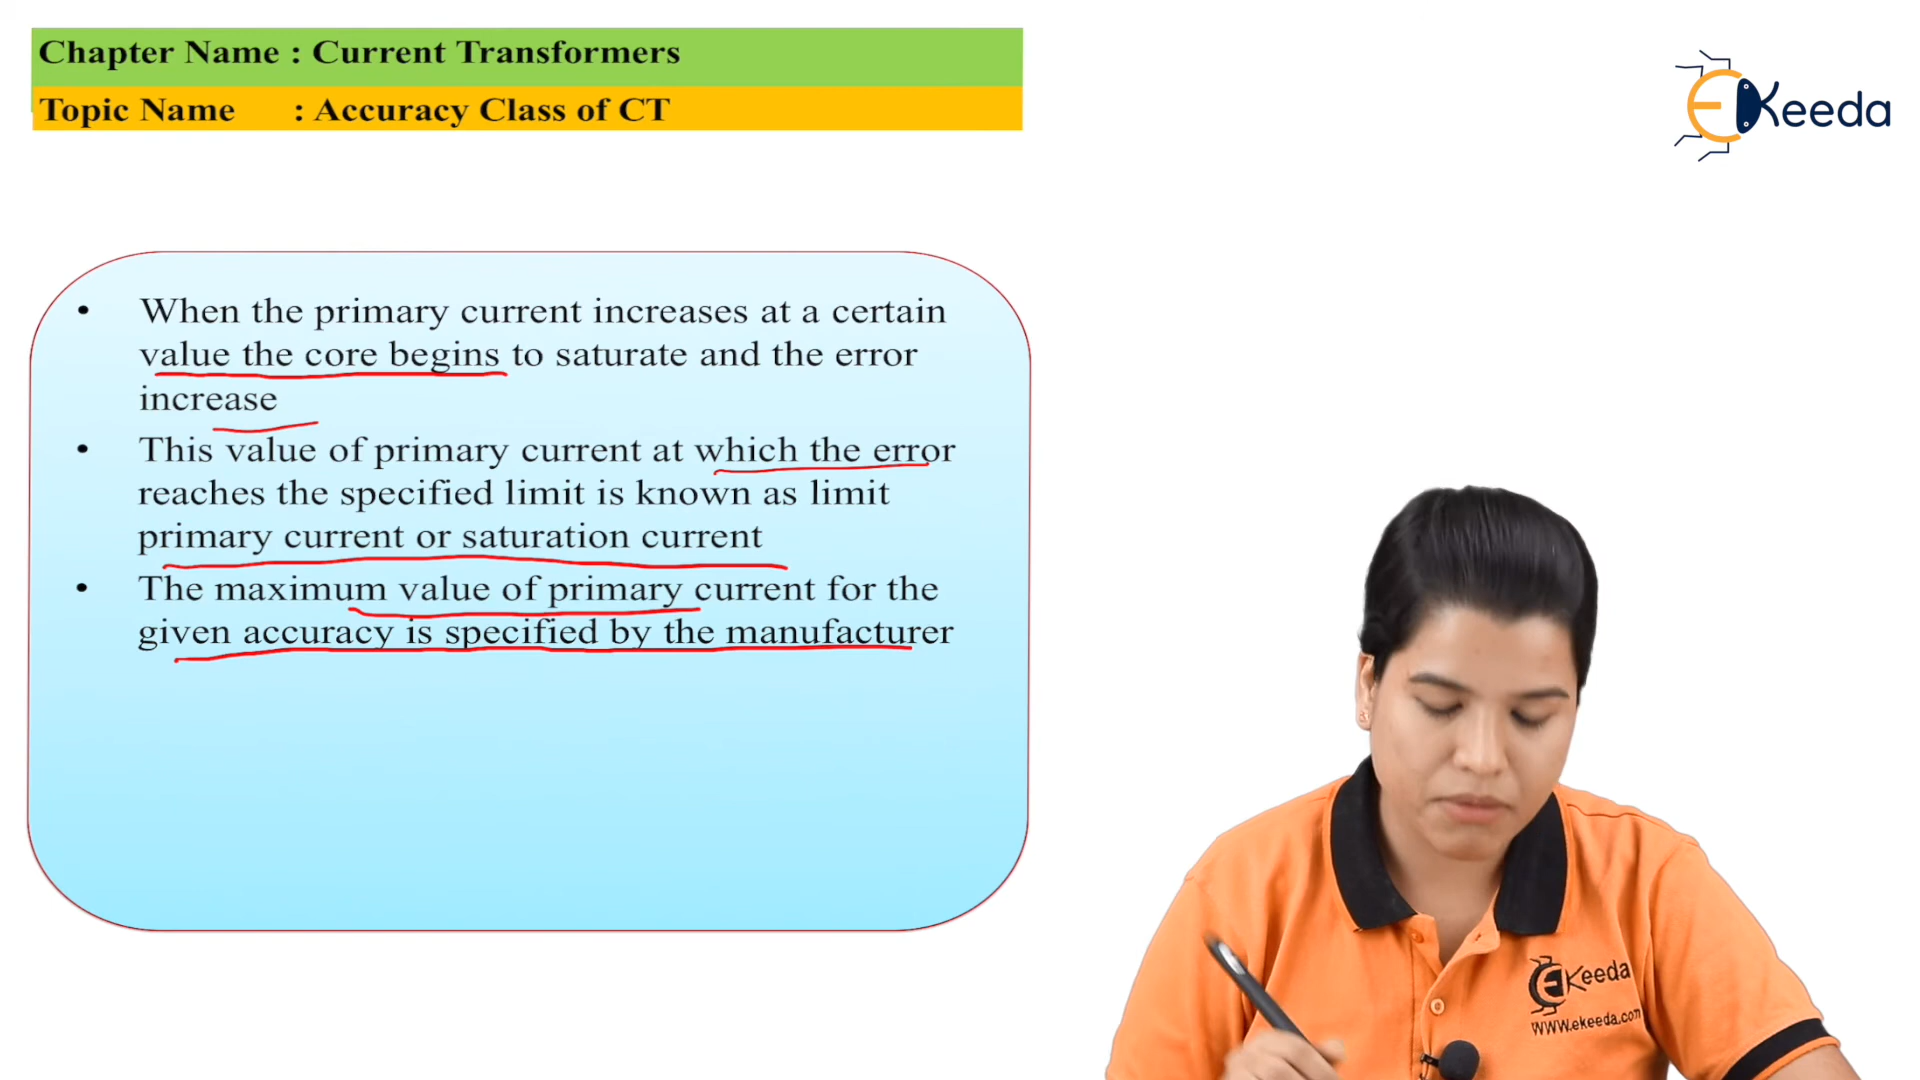 Chapter Name : Current Transformers
Topic Name : Accuracy Class of CT
Keeda
• When the primary current increases at a certain
value the core begins to saturate and the error
increase
• This value of primary current at which the error
reaches the specified limit is known as limit
primary current or saturation current
• The maximum value of primary current for the
given accuracy is specified by the manufacturer
Keeda
www.ekeeda.com